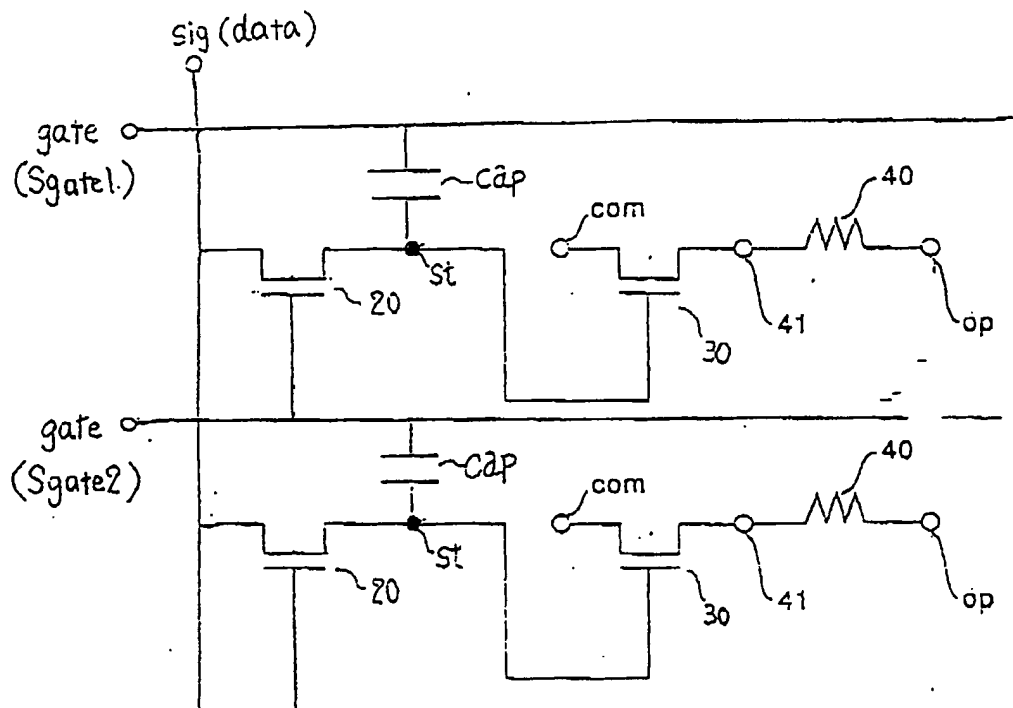 sig (data)
gate
(Sgate1.)
cap
40
com
st
20
30
41
op
gate
(Sgate2)
cap
40
com
st
20
30
41
op